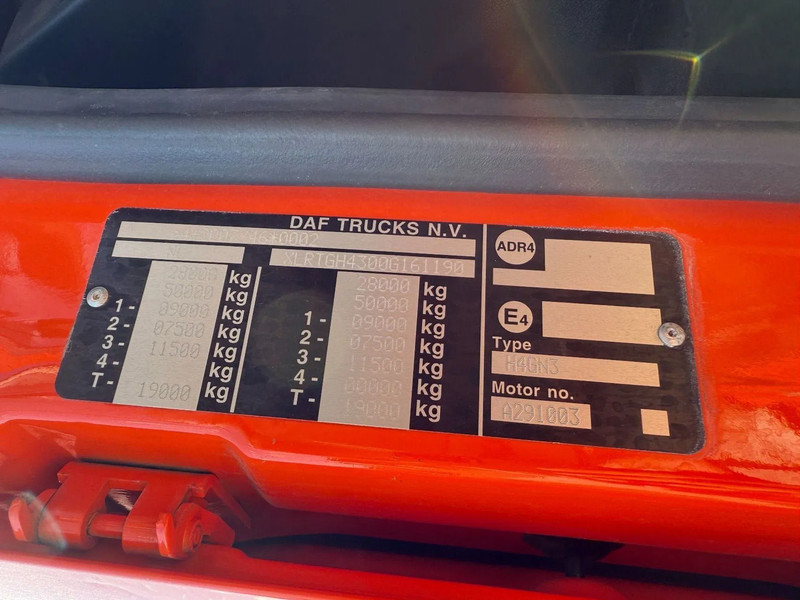 DAF TRUCKS N.V.
XLRTGH4300G161190
kg
50000 kg
1- 09000 kg
2- 07500 kg
3- 11500 kg
4- kg
T- 19000 kg
28000 kg
50000 kg
1- 09000 kg
2- 07500 kg
3- 11500 kg
4- 00000 kg
T- 19000 kg
ADR4
E4
Type
H4GN3
Motor no.
A291003